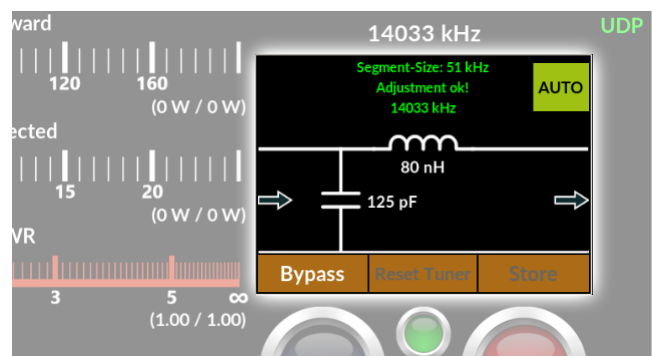 ward
14033 kHz
UDP
120 160
(0 W / 0 W)
Segment-Size: 51 kHz
Adjustment ok!
14033 kHz
AUTO
ected
80 nH
15 20
125 pF
(0 W / 0 W)
WR
Bypass Reset Tuner Store
3 5 ∞
(1.00 / 1.00)